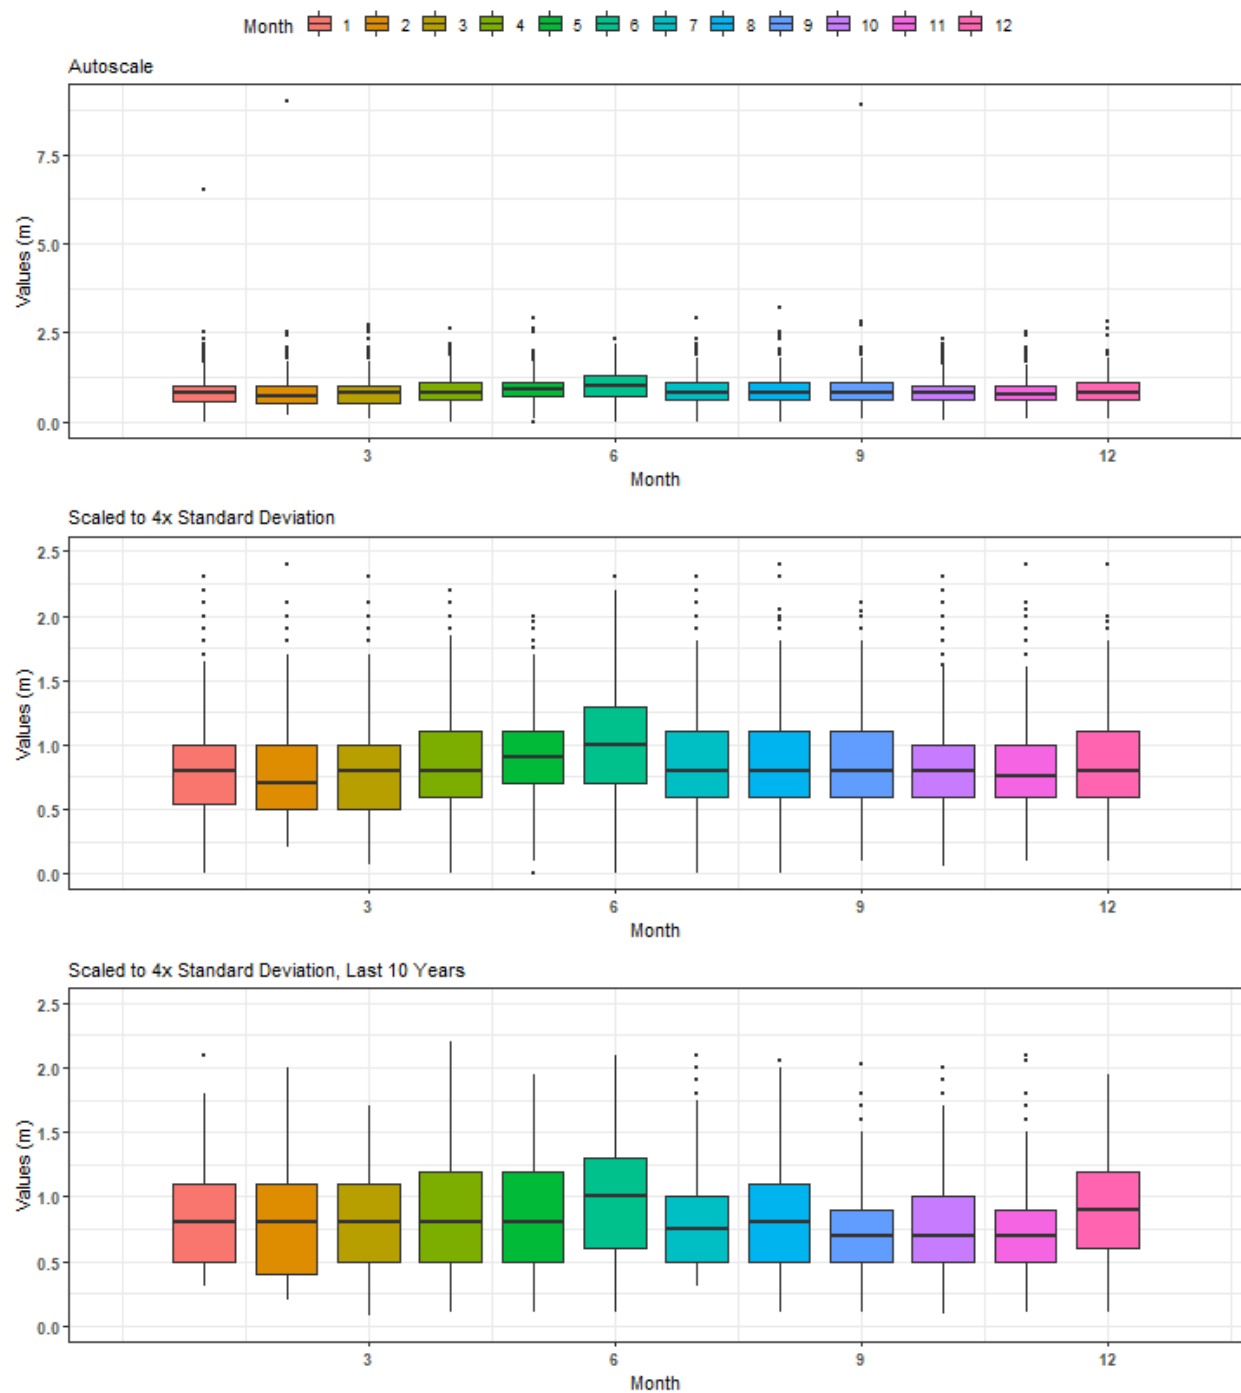 Month 1 2 3 4 5 6 7 8 9 10 11 12
Autoscale
Values (m)
7.5
5.0
2.5
0.0
3 6 9 12
Month
Scaled to 4x Standard Deviation
Values (m)
2.5
2.0
1.5
1.0
0.5
0.0
3 6 9 12
Month
Scaled to 4x Standard Deviation, Last 10 Years
Values (m)
2.5
2.0
1.5
1.0
0.5
0.0
3 6 9 12
Month